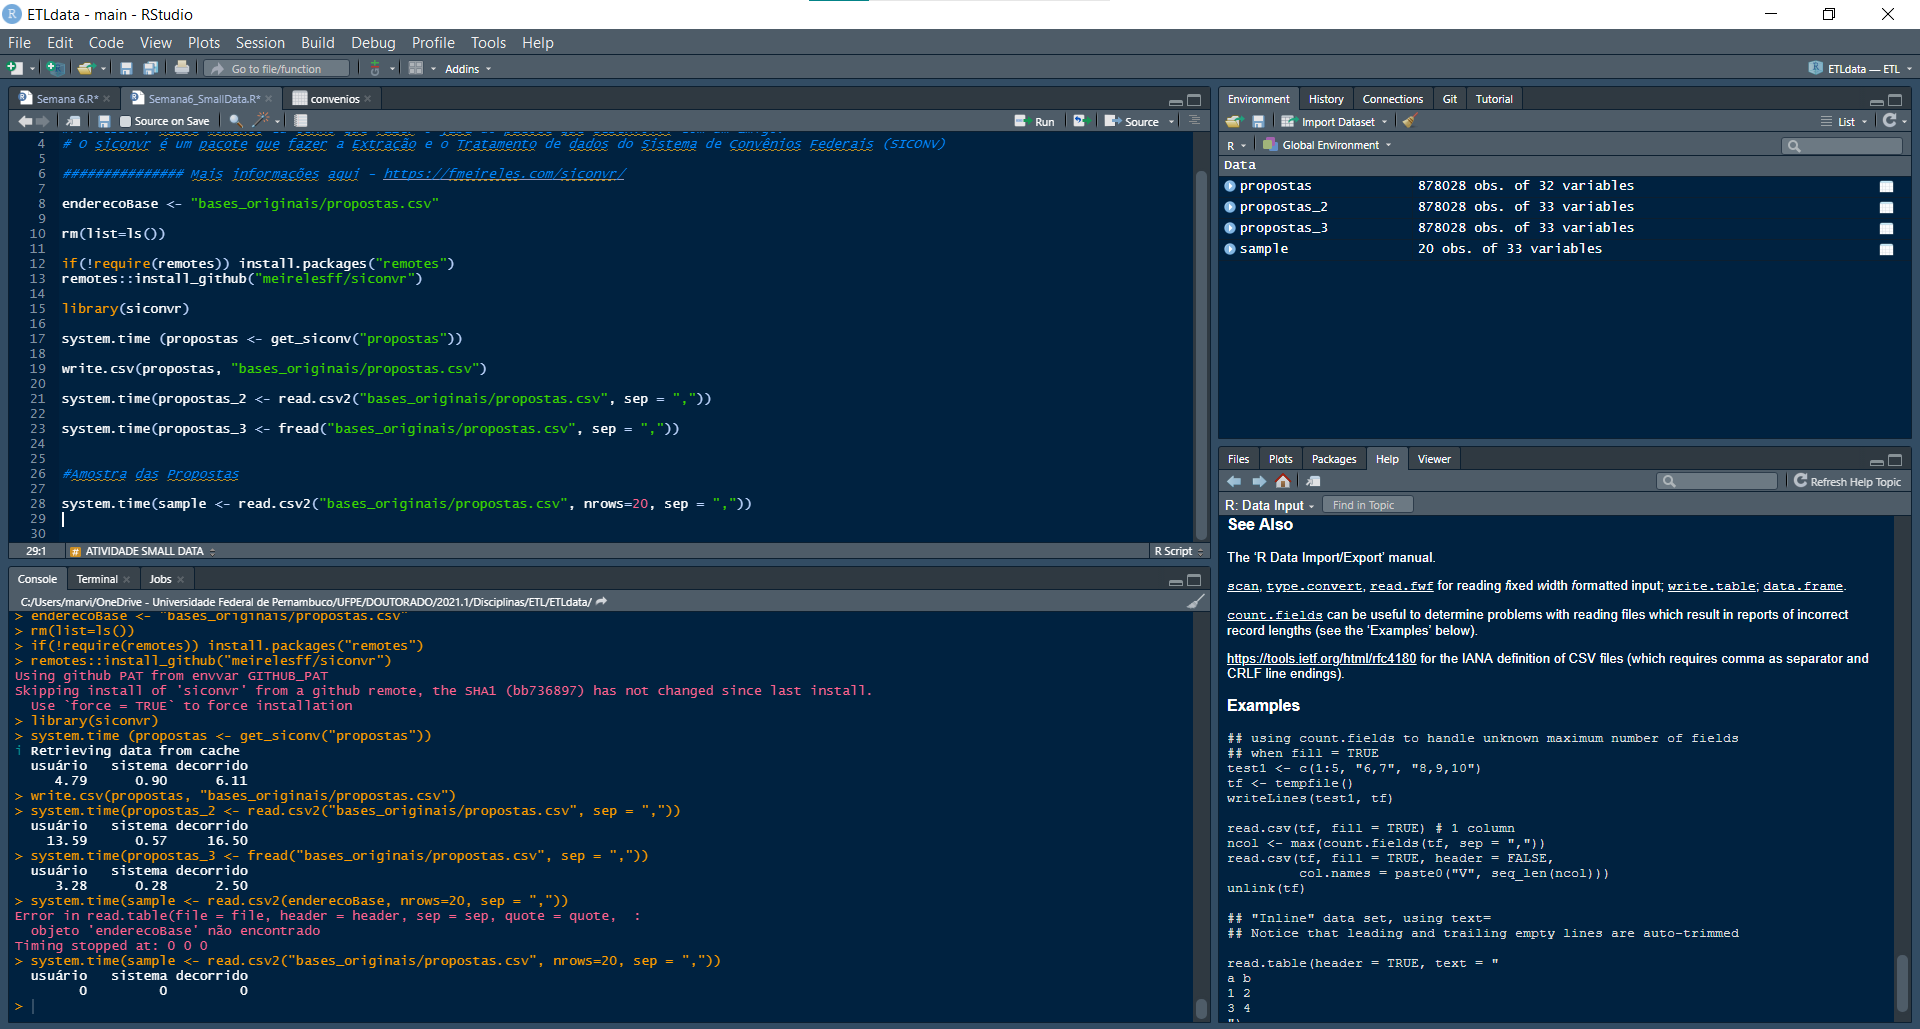 ETLdata - main - RStudio
File Edit Code View Plots Session Build Debug Profile Tools Help
Go to file/function Addins ETLdata — ETL
Semana 6.R* Semana6_SmallData.R* convenios
Source on Save Run Source
4 # O siconvr é um pacote que fazer a Extração e o Tratamento de dados do Sistema de Convênios Federais (SICONV)
5
6 ############### Mais informações aqui - https://fmeireles.com/siconvr/
7
8 enderecoBase <- "bases_originais/propostas.csv"
9
10 rm(list=ls())
11
12 if(!require(remotes)) install.packages("remotes")
13 remotes::install_github("meirelesff/siconvr")
14
15 library(siconvr)
16
17 system.time (propostas <- get_siconv("propostas"))
18
19 write.csv(propostas, "bases_originais/propostas.csv")
20
21 system.time(propostas_2 <- read.csv2("bases_originais/propostas.csv", sep = ","))
22
23 system.time(propostas_3 <- fread("bases_originais/propostas.csv", sep = ","))
24
25
26 #Amostra das Propostas
27
28 system.time(sample <- read.csv2("bases_originais/propostas.csv", nrows=20, sep = ","))
29
30
29:1 # ATIVIDADE SMALL DATA R Script
Console Terminal Jobs
C:/Users/marvi/OneDrive - Universidade Federal de Pernambuco/UFPE/DOUTORADO/2021.1/Disciplinas/ETL/ETLdata/
> enderecoBase <- "bases_originais/propostas.csv"
> rm(list=ls())
> if(!require(remotes)) install.packages("remotes")
> remotes::install_github("meirelesff/siconvr")
Using github PAT from envvar GITHUB_PAT
Skipping install of 'siconvr' from a github remote, the SHA1 (bb736897) has not changed since last install.
Use `force = TRUE` to force installation
> library(siconvr)
> system.time (propostas <- get_siconv("propostas"))
i Retrieving data from cache
usuário sistema decorrido
4.79 0.90 6.11
> write.csv(propostas, "bases_originais/propostas.csv")
> system.time(propostas_2 <- read.csv2("bases_originais/propostas.csv", sep = ","))
usuário sistema decorrido
13.59 0.57 16.50
> system.time(propostas_3 <- fread("bases_originais/propostas.csv", sep = ","))
usuário sistema decorrido
3.28 0.28 2.50
> system.time(sample <- read.csv2(enderecoBase, nrows=20, sep = ","))
Error in read.table(file = file, header = header, sep = sep, quote = quote, :
objeto 'enderecoBase' não encontrado
Timing stopped at: 0 0 0
> system.time(sample <- read.csv2("bases_originais/propostas.csv", nrows=20, sep = ","))
usuário sistema decorrido
0 0 0
>
Environment History Connections Git Tutorial
Import Dataset List
R Global Environment
Data
propostas 878028 obs. of 32 variables
propostas_2 878028 obs. of 33 variables
propostas_3 878028 obs. of 33 variables
sample 20 obs. of 33 variables
Files Plots Packages Help Viewer
Refresh Help Topic
R: Data Input Find in Topic
See Also
The 'R Data Import/Export' manual.
scan, type.convert, read.fwf for reading fixed width formatted input; write.table; data.frame.
count.fields can be useful to determine problems with reading files which result in reports of incorrect
record lengths (see the 'Examples' below).
https://tools.ietf.org/html/rfc4180 for the IANA definition of CSV files (which requires comma as separator and
CRLF line endings).
Examples
## using count.fields to handle unknown maximum number of fields
## when fill = TRUE
test1 <- c(1:5, "6,7", "8,9,10")
tf <- tempfile()
writeLines(test1, tf)
read.csv(tf, fill = TRUE) # 1 column
ncol <- max(count.fields(tf, sep = ","))
read.csv(tf, fill = TRUE, header = FALSE,
col.names = paste0("V", seq_len(ncol)))
unlink(tf)
## "Inline" data set, using text=
## Notice that leading and trailing empty lines are auto-trimmed
read.table(header = TRUE, text = "
a b
1 2
3 4